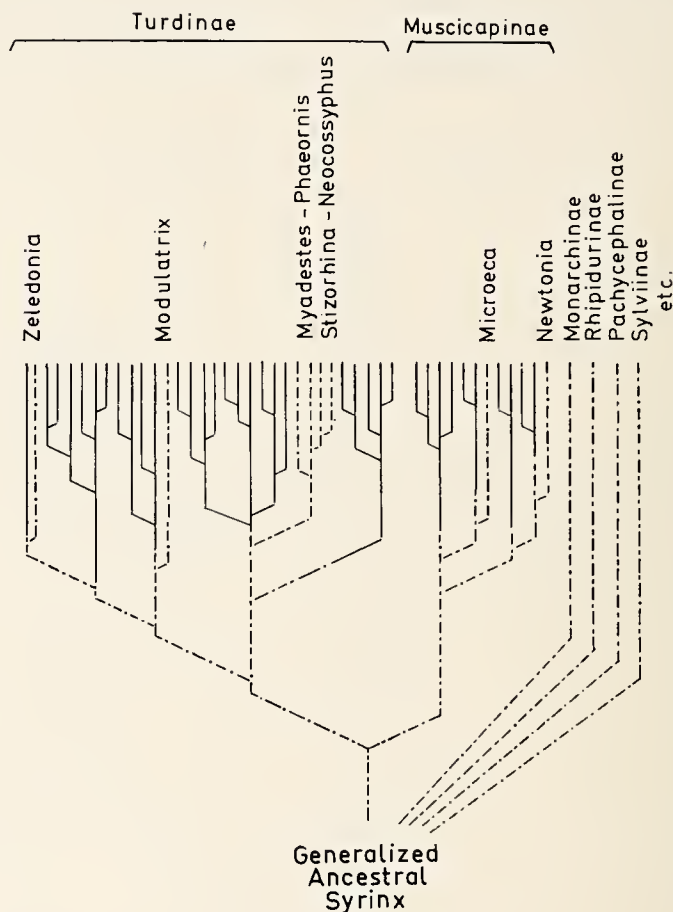 Turdinae
Muscicapinae
Zeledonia
Modulatrix
Myadestes - Phaeornis
Stizorhina - Neocossyphus
Microeca
Newtonia
Monarchinae
Rhipidurinae
Pachycephalinae
Sylviinae
etc.
Generalized
Ancestral
Syrinx